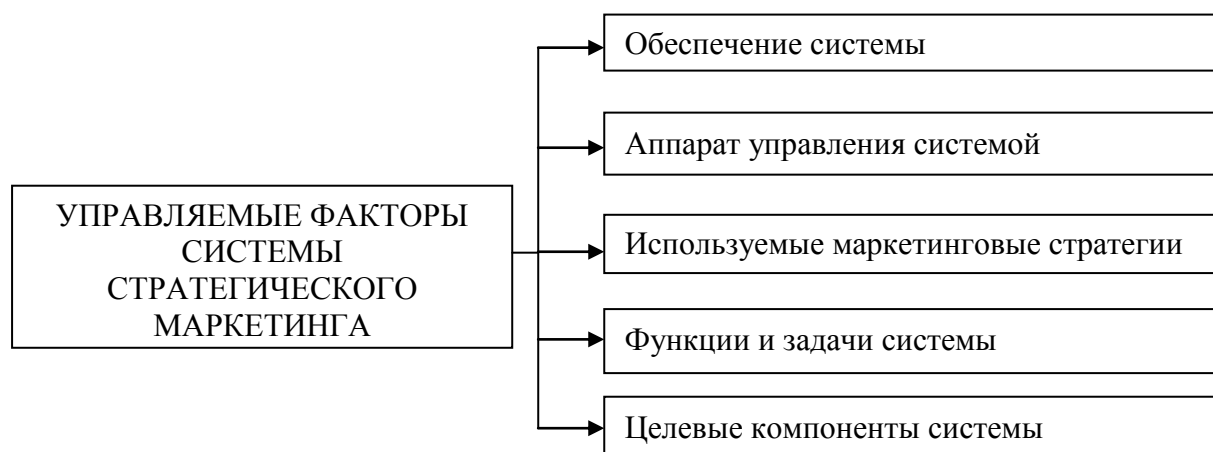 УПРАВЛЯЕМЫЕ ФАКТОРЫ
СИСТЕМЫ
СТРАТЕГИЧЕСКОГО
МАРКЕТИНГА
Обеспечение системы
Аппарат управления системой
Используемые маркетинговые стратегии
Функции и задачи системы
Целевые компоненты системы